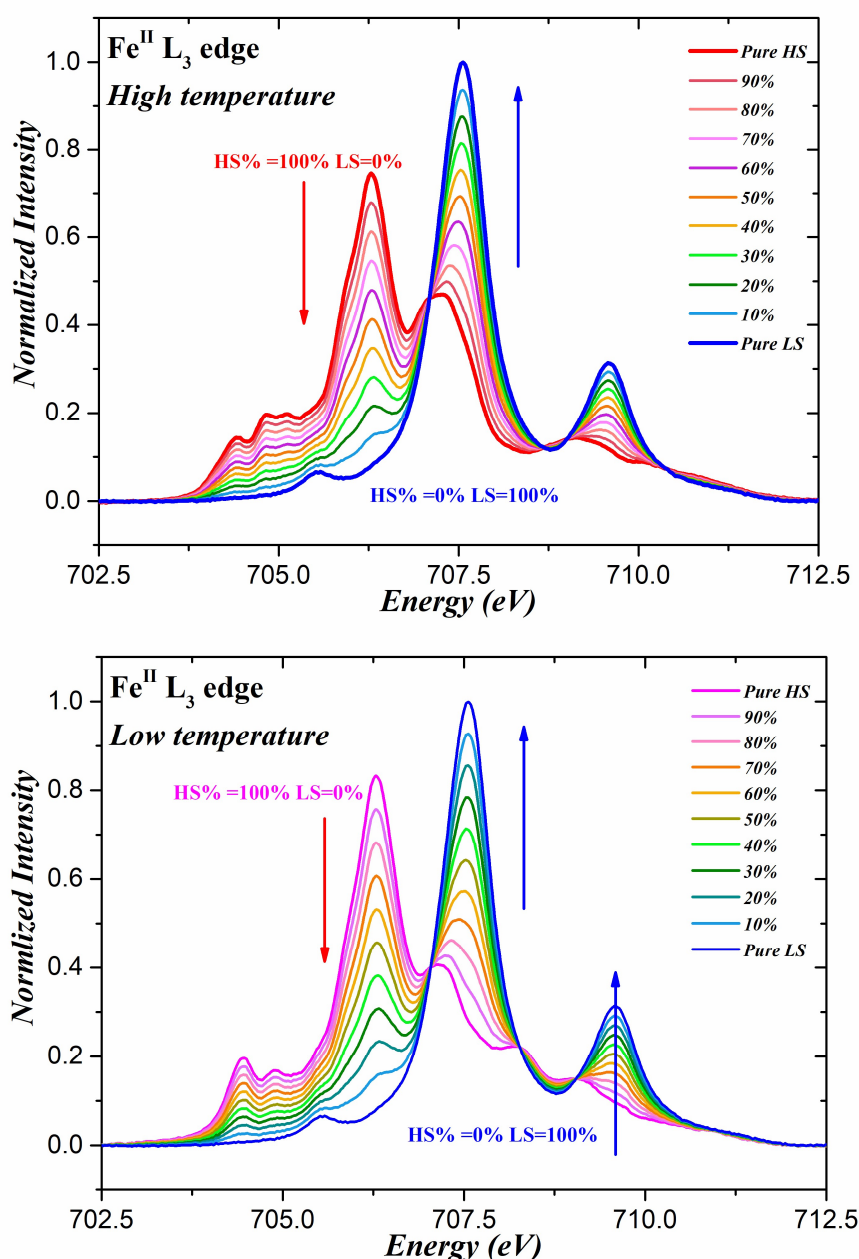 Fe^II L_3 edge
High temperature
HS% =100% LS=0%
HS% =0% LS=100%
Pure HS
90%
80%
70%
60%
50%
40%
30%
20%
10%
Pure LS
Normalized Intensity
1.0
0.8
0.6
0.4
0.2
0.0
702.5 705.0 707.5 710.0 712.5
Energy (eV)
Fe^II L_3 edge
Low temperature
HS% =100% LS=0%
HS% =0% LS=100%
Pure HS
90%
80%
70%
60%
50%
40%
30%
20%
10%
Pure LS
Normlized Intensity
1.0
0.8
0.6
0.4
0.2
0.0
702.5 705.0 707.5 710.0 712.5
Energy (eV)